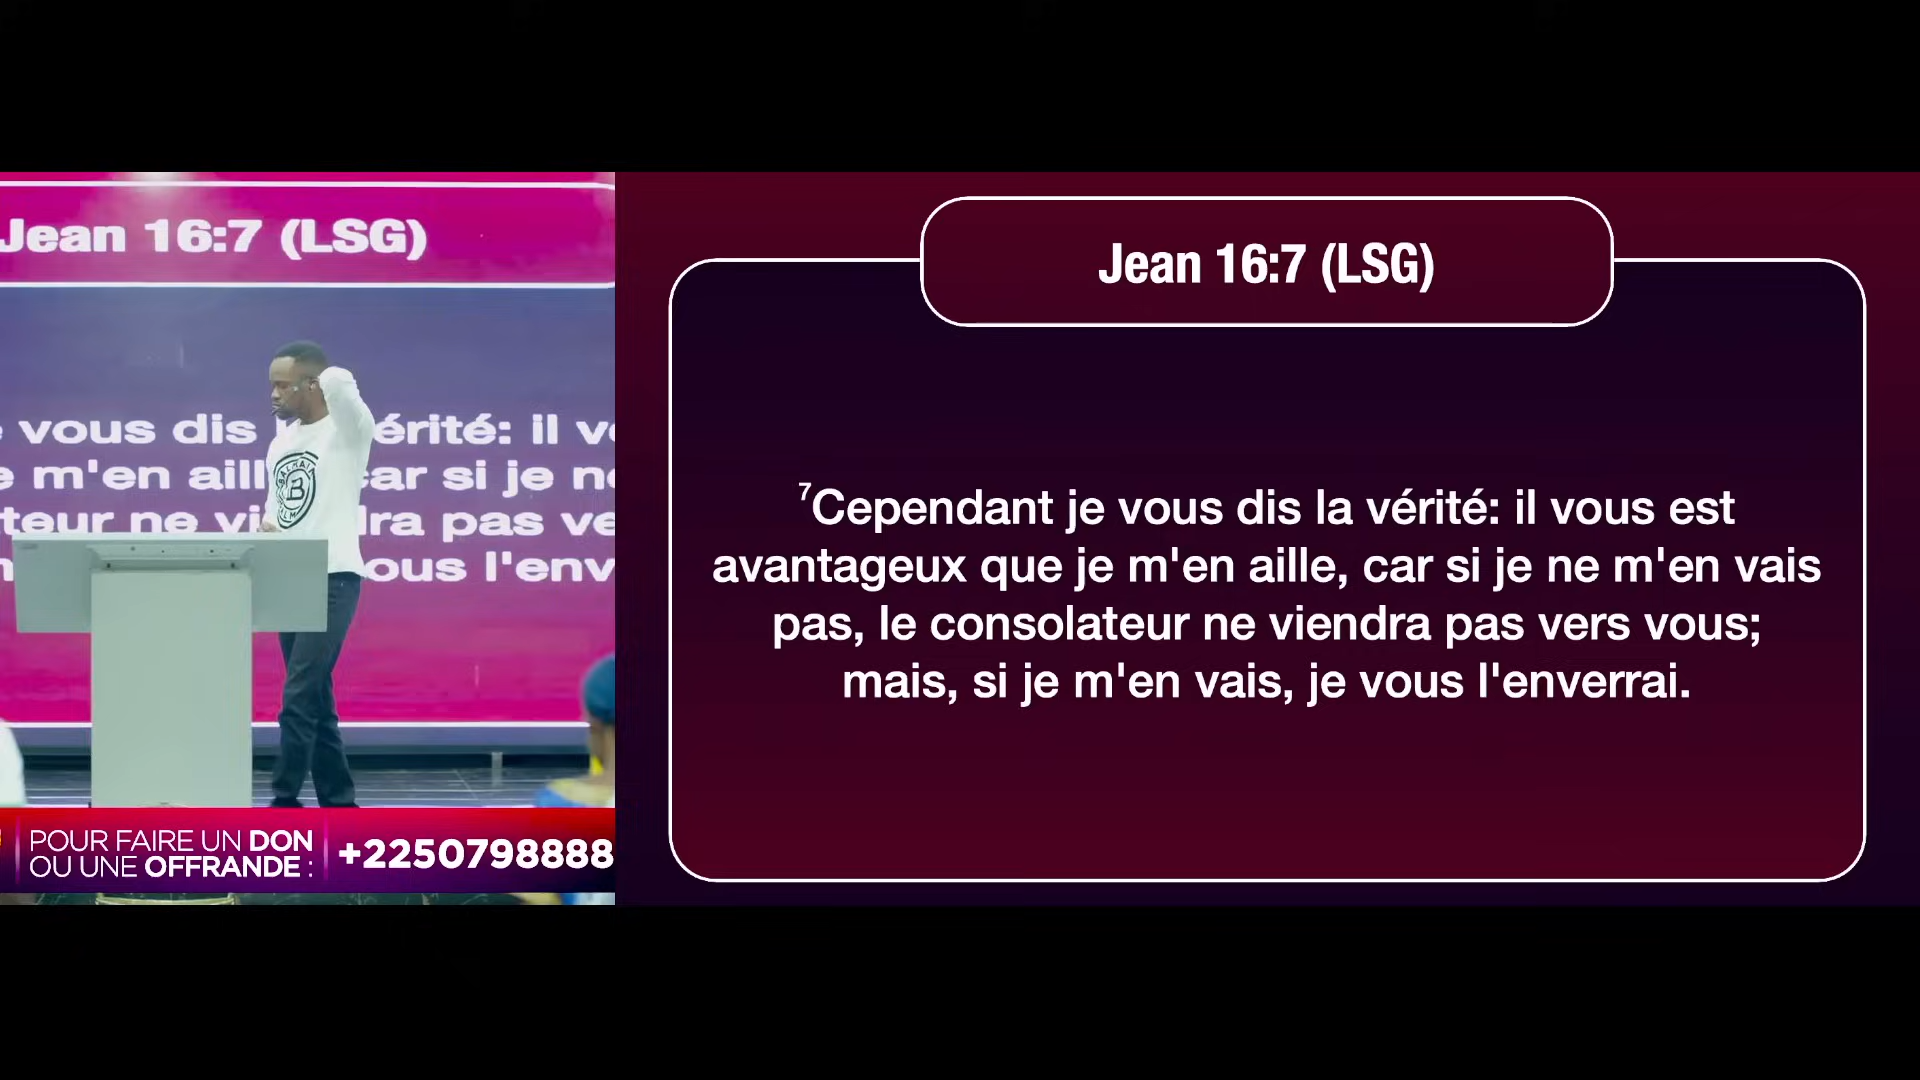 Jean 16:7 (LSG)
vous dis érité: il
m'en aill car si je
teur ne vi dra pas
ous l'env
BALMAIN
B
POUR FAIRE UN DON
OU UNE OFFRANDE :
+2250798888
Jean 16:7 (LSG)
7Cependant je vous dis la vérité: il vous est
avantageux que je m'en aille, car si je ne m'en vais
pas, le consolateur ne viendra pas vers vous;
mais, si je m'en vais, je vous l'enverrai.